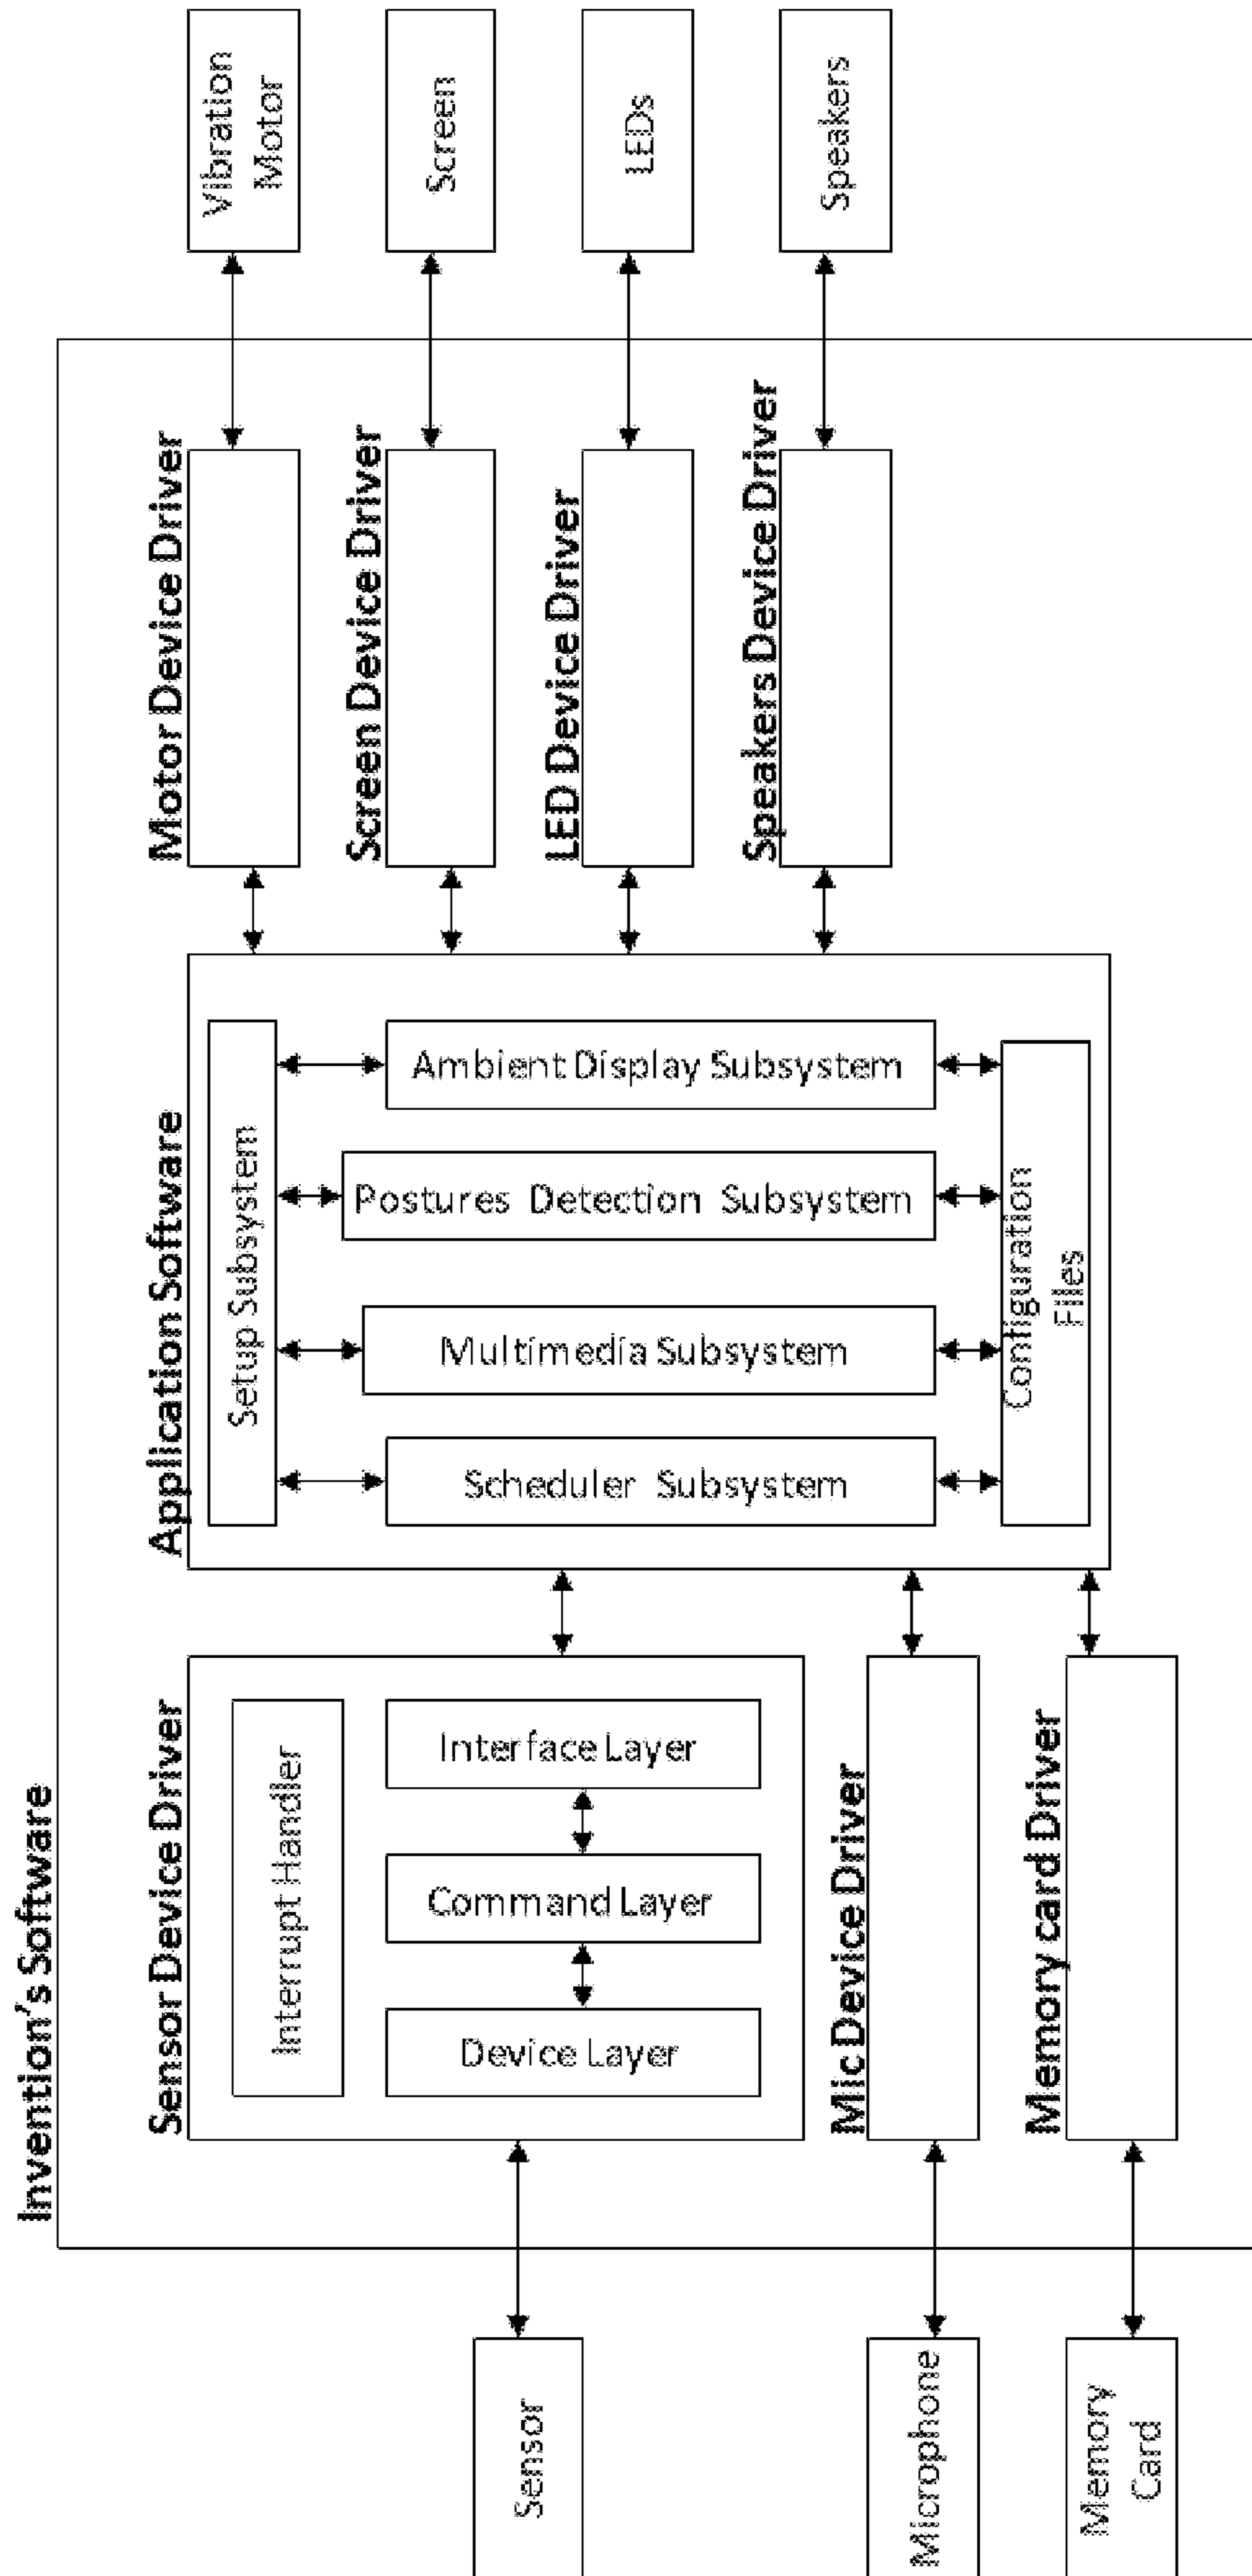 Invention's Software
Sensor Device Driver
Interrupt Handler
Device Layer
Command Layer
Interface Layer
Mic Device Driver
Memory card Driver
Sensor
Microphone
Memory
Card
Application Software
Setup Subsystem
Scheduler Subsystem
Multimedia Subsystem
Postures Detection Subsystem
Ambient Display Subsystem
Configuration
Files
Motor Device Driver
Screen Device Driver
LED Device Driver
Speakers Device Driver
Vibration
Motor
Screen
LEDs
Speakers